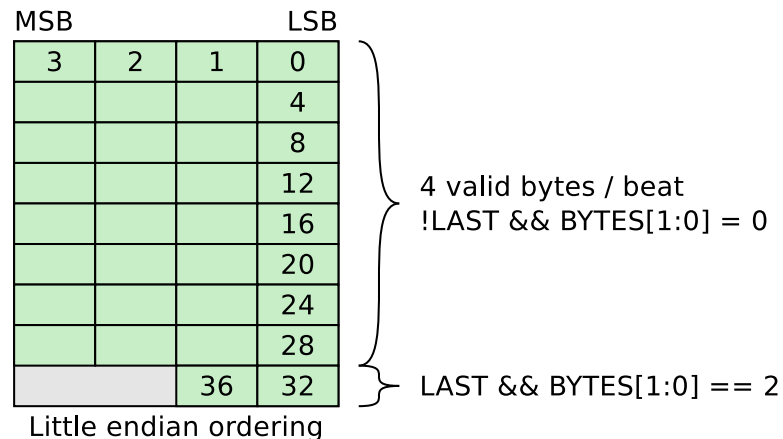 MSB LSB
3 2 1 0
4
8
12
16
20
24
28
36 32
4 valid bytes / beat
!LAST && BYTES[1:0] = 0
LAST && BYTES[1:0] == 2
Little endian ordering